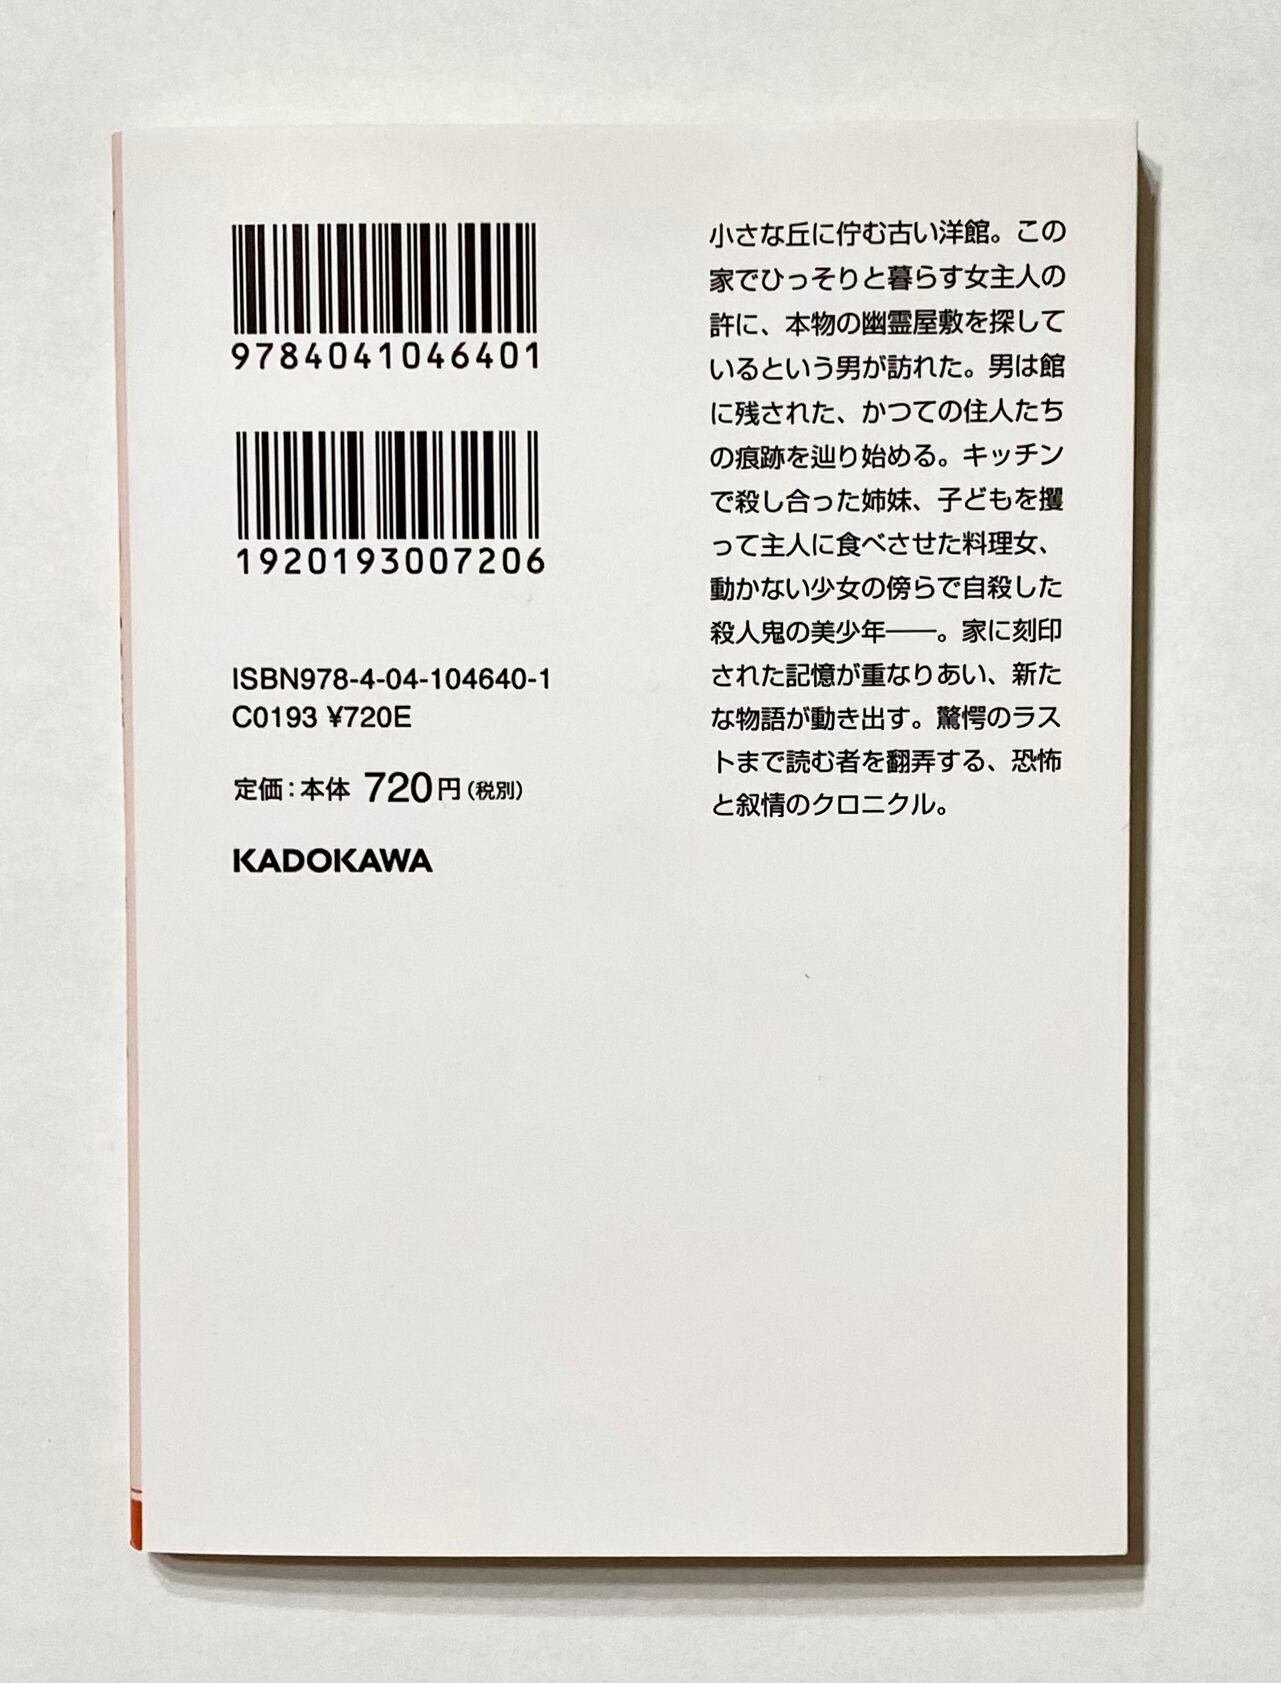 9784041046401
1920193007206
ISBN978-4-04-104640-1
C0193 ¥720E
定価:本体 720円(税別)
KADOKAWA
小さな丘に佇む古い洋館。この
家でひっそりと暮らす女主人の
許に、本物の幽霊屋敷を探して
いるという男が訪れた。男は館
に残された、かつての住人たち
の痕跡を辿り始める。キッチン
で殺し合った姉妹、子どもを攫
って主人に食べさせた料理女、
動かない少女の傍らで自殺した
殺人鬼の美少年――。家に刻印
された記憶が重なりあい、新た
な物語が動き出す。驚愕のラス
トまで読む者を翻弄する、恐怖
と叙情のクロニクル。